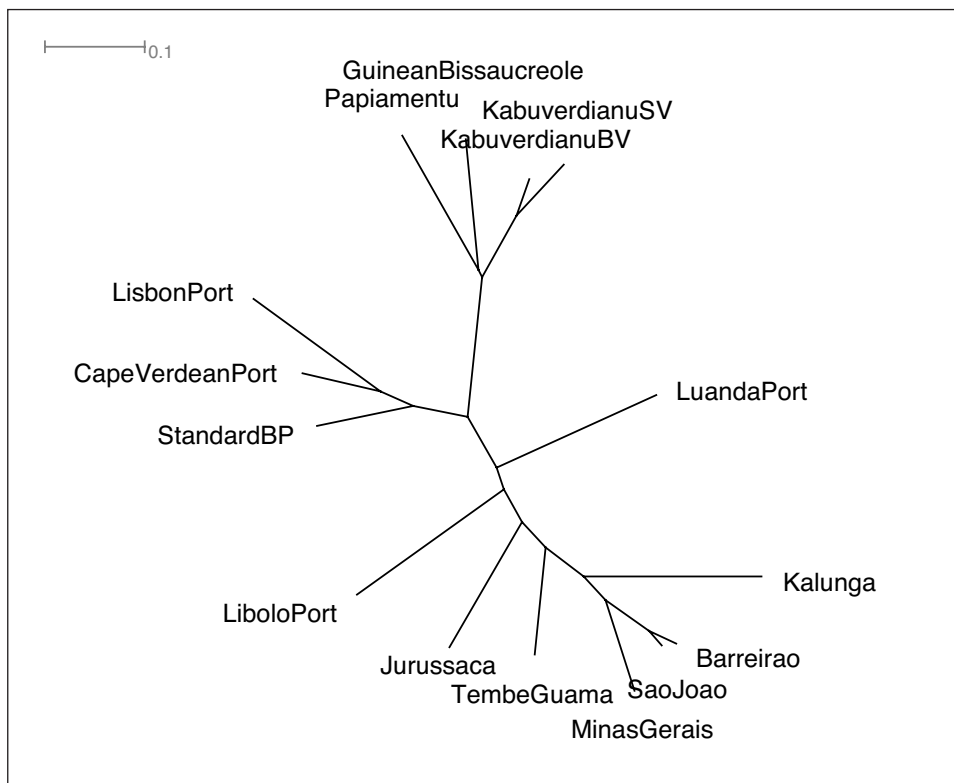 0.1
GuineanBissaucreole
Papiamentu
KabuverdianuSV
KabuverdianuBV
LisbonPort
CapeVerdeanPort
LuandaPort
StandardBP
Kalunga
LiboloPort
Barreirao
Jurussaca
SaoJoao
TembeGuama
MinasGerais